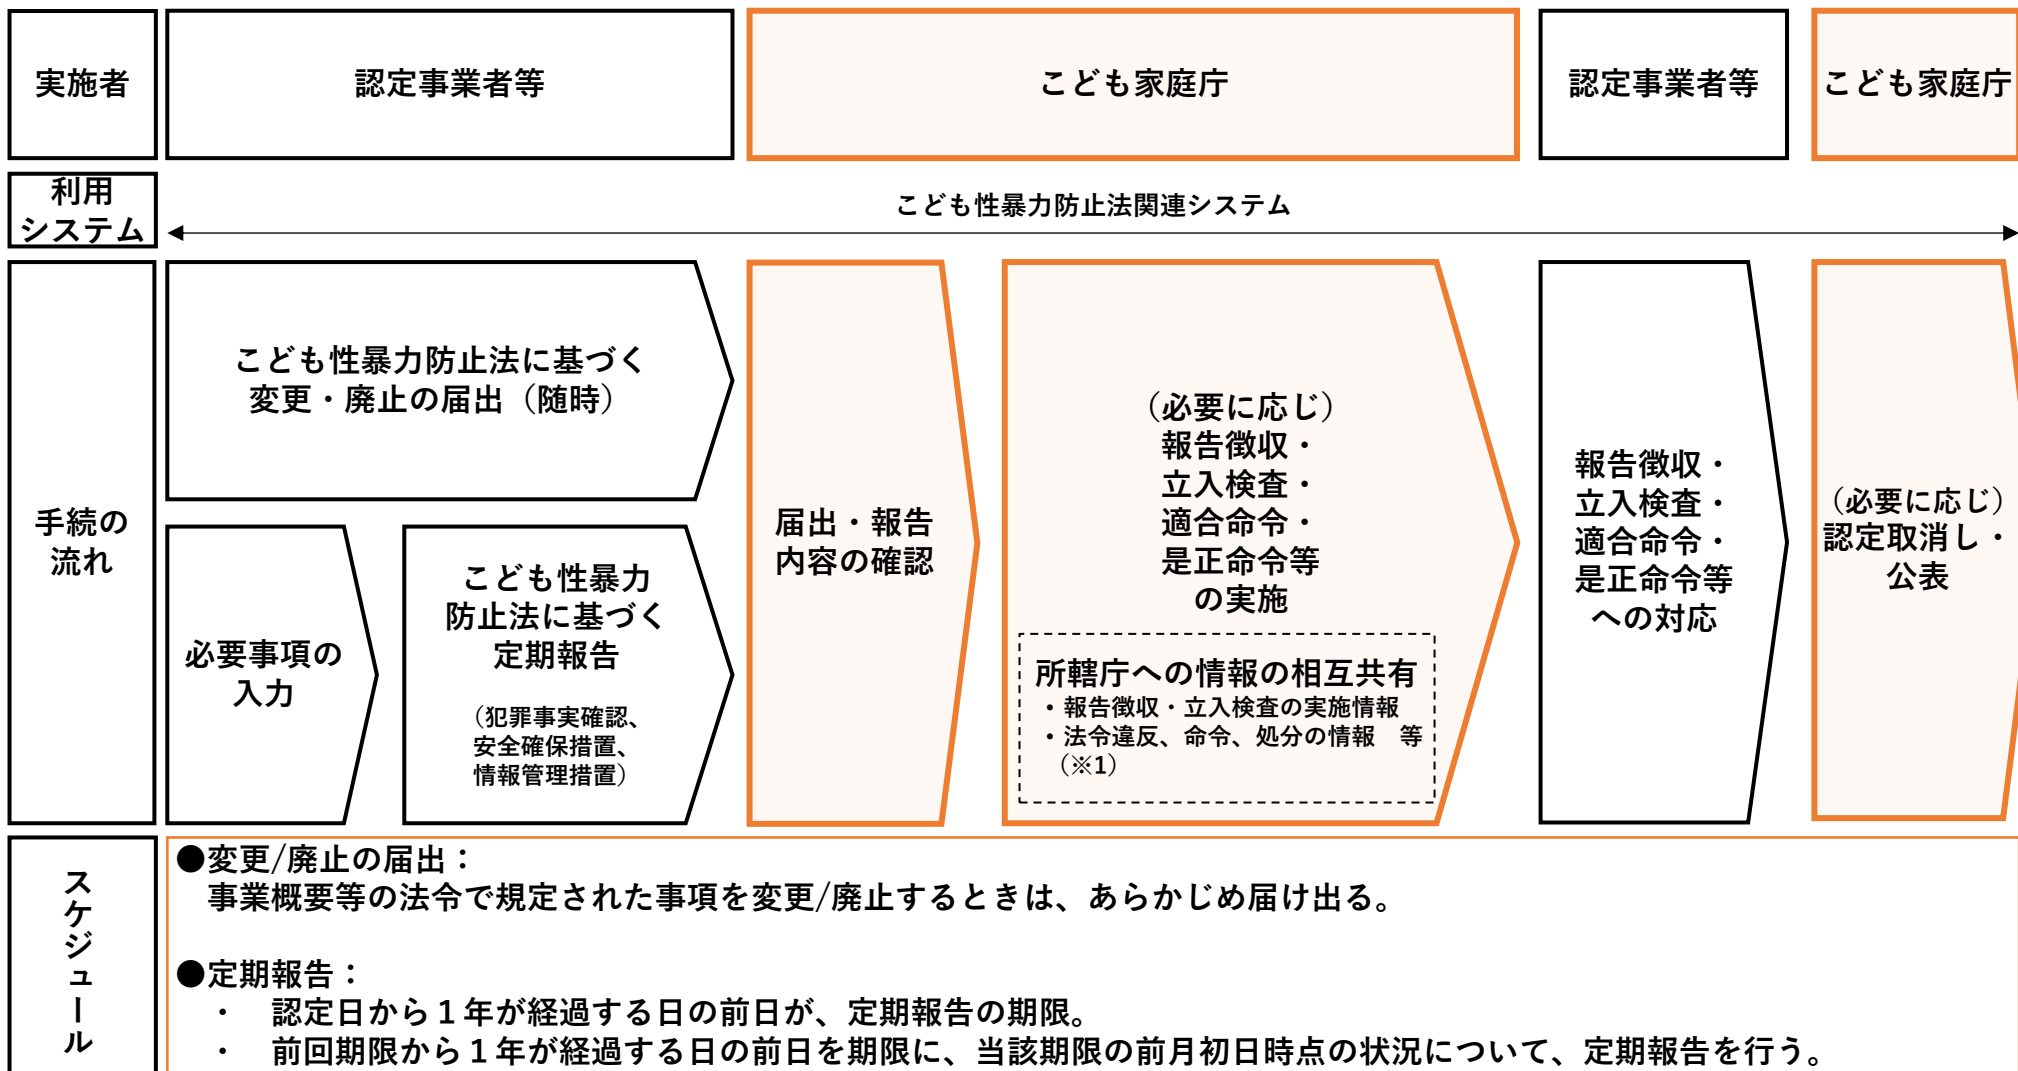 実施者
認定事業者等
こども家庭庁
認定事業者等
こども家庭庁
利用
システム
こども性暴力防止法関連システム
手続の
流れ
こども性暴力防止法に基づく
変更・廃止の届出（随時）
必要事項の
入力
こども性暴力
防止法に基づく
定期報告
（犯罪事実確認、
安全確保措置、
情報管理措置）
届出・報告
内容の確認
（必要に応じ）
報告徴収・
立入検査・
適合命令・
是正命令等
の実施
所轄庁への情報の相互共有
・報告徴収・立入検査の実施情報
・法令違反、命令、処分の情報　等
（※1）
報告徴収・
立入検査・
適合命令・
是正命令等
への対応
（必要に応じ）
認定取消し・
公表
スケジュール
●変更/廃止の届出：
事業概要等の法令で規定された事項を変更/廃止するときは、あらかじめ届け出る。
●定期報告：
・　認定日から１年が経過する日の前日が、定期報告の期限。
・　前回期限から１年が経過する日の前日を期限に、当該期限の前月初日時点の状況について、定期報告を行う。